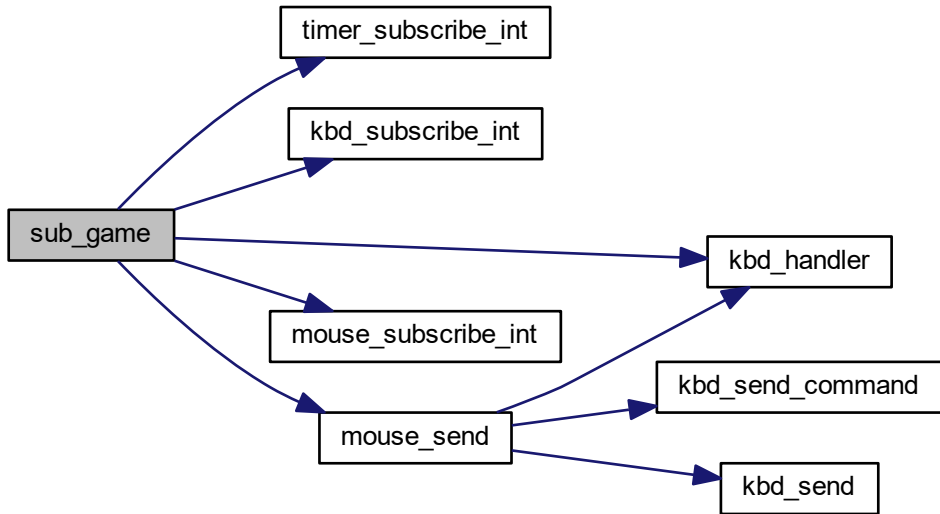 timer_subscribe_int
kbd_subscribe_int
sub_game
kbd_handler
mouse_subscribe_int
kbd_send_command
mouse_send
kbd_send